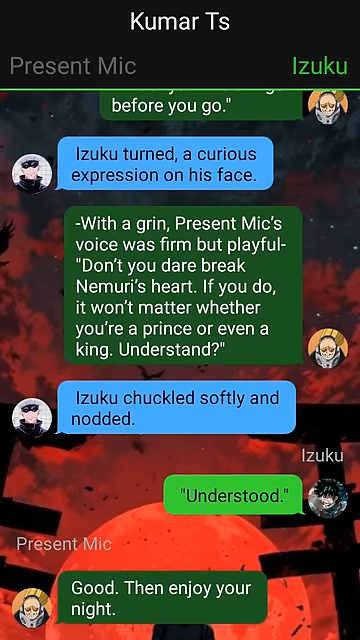 Kumar Ts
Present Mic
Izuku
before you go."
Izuku turned, a curious
expression on his face.
-With a grin, Present Mic's
voice was firm but playful-
"Don't you dare break
Nemuri's heart. If you do,
it won't matter whether
you're a prince or even a
king. Understand?"
Izuku chuckled softly and
nodded.
Izuku
"Understood."
Present Mic
Good. Then enjoy your
night.